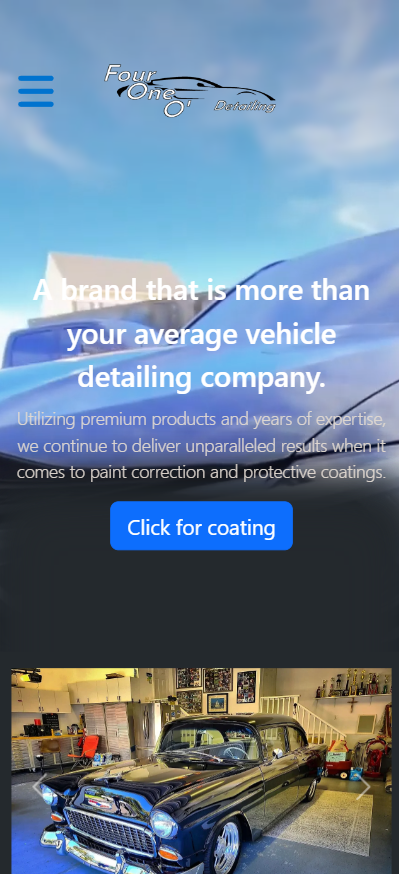 Four
One
O'
Detailing
A brand that is more than
your average vehicle
detailing company.
Utilizing premium products and years of expertise,
we continue to deliver unparalleled results when it
comes to paint correction and protective coatings.
Click for coating